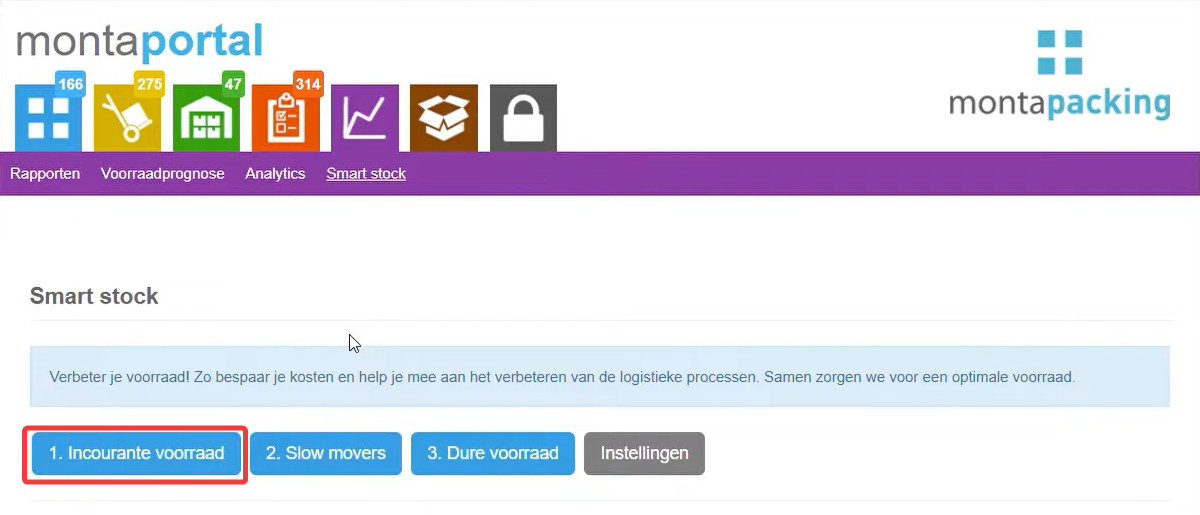 montaportal
montapacking
166
275
47
314
Rapporten
Voorraadprognose
Analytics
Smart stock
Smart stock
Verbeter je voorraad! Zo bespaar je kosten en help je mee aan het verbeteren van de logistieke processen. Samen zorgen we voor een optimale voorraad.
1. Incourante voorraad
2. Slow movers
3. Dure voorraad
Instellingen